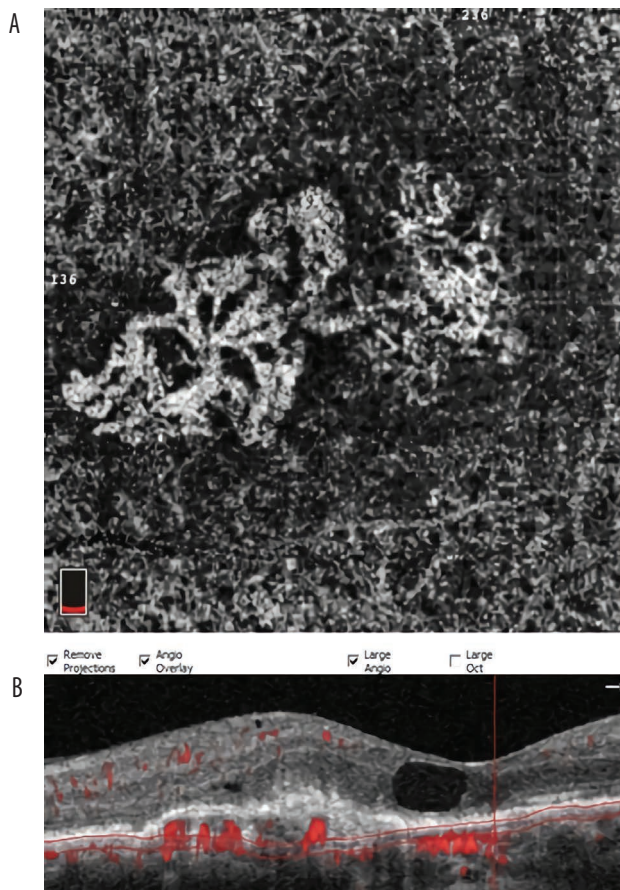 A
236
136
Remove Projections
Angio Overlay
Large Angio
Large Oct
B